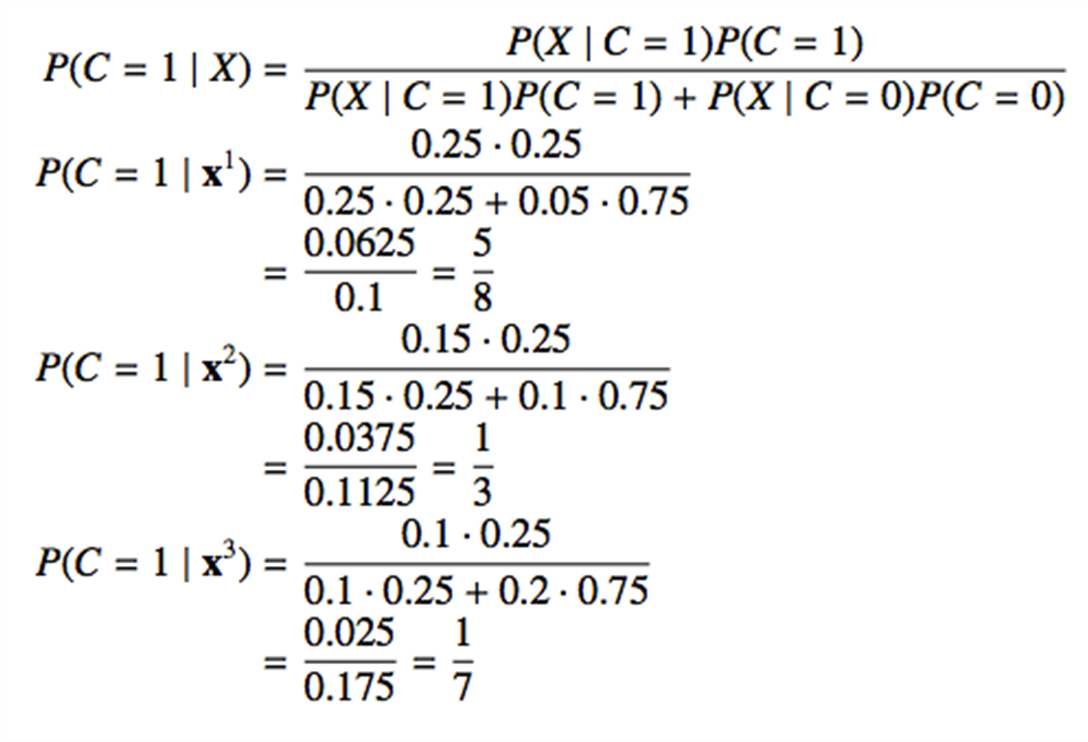 P(C = 1 | X) = P(X | C = 1)P(C = 1) / P(X | C = 1)P(C = 1) + P(X | C = 0)P(C = 0)
P(C = 1 | x¹) = 0.25 · 0.25 / 0.25 · 0.25 + 0.05 · 0.75
= 0.0625 / 0.1 = 5 / 8
P(C = 1 | x²) = 0.15 · 0.25 / 0.15 · 0.25 + 0.1 · 0.75
= 0.0375 / 0.1125 = 1 / 3
P(C = 1 | x³) = 0.1 · 0.25 / 0.1 · 0.25 + 0.2 · 0.75
= 0.025 / 0.175 = 1 / 7